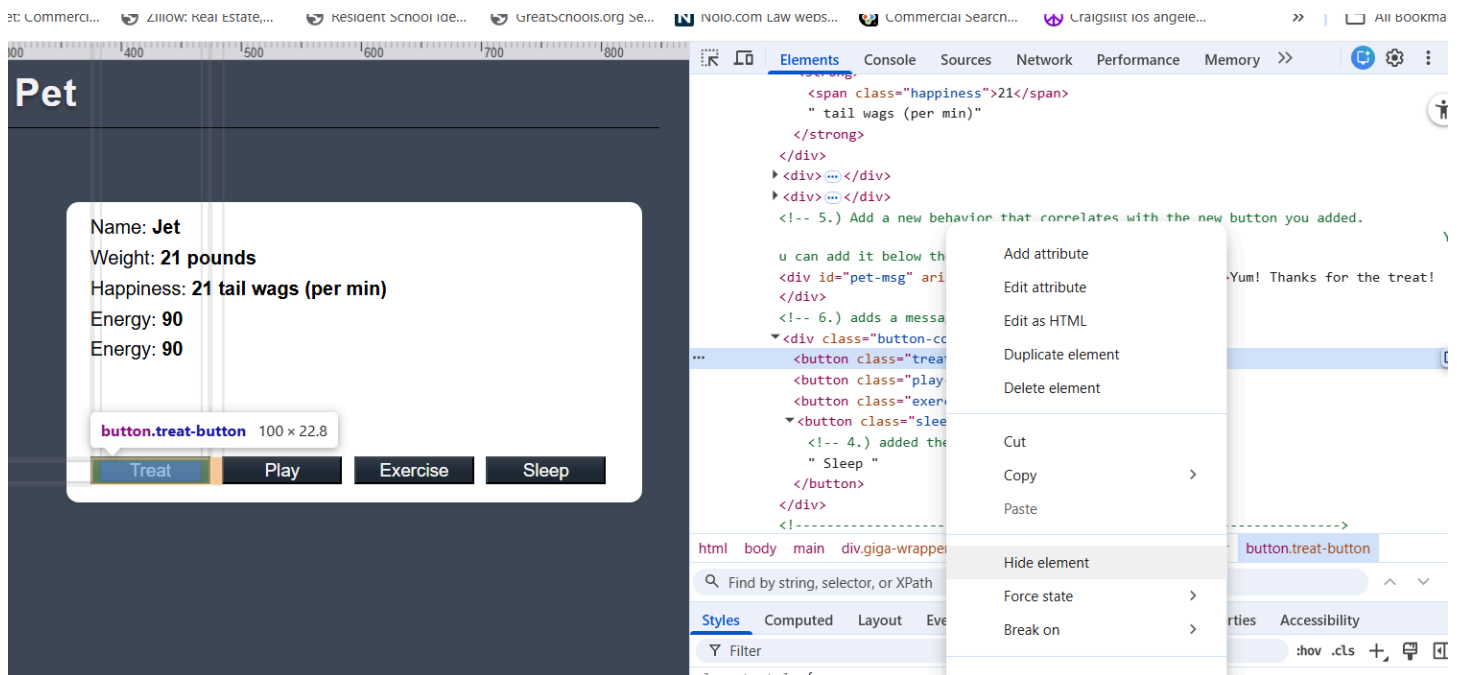 et: Commerci... Zillow: Real Estate,... Resident School Ide... GreatSchools.org Se... Nolo.com Law webs... Commercial Search... Craigslist los angele... » All Bookma
300 400 500 600 700 800
Elements Console Sources Network Performance Memory
Pet
<strong>
<span class="happiness">21</span>
" tail wags (per min)"
</strong>
</div>
<div>…</div>
<div>…</div>
Name: Jet
Weight: 21 pounds
Happiness: 21 tail wags (per min)
Energy: 90
Energy: 90
button.treat-button 100 × 22.8
Treat Play Exercise Sleep
<!-- 5.) Add a new behavior that correlates with the new button you added.
u can add it below th
<div id="pet-msg" ari >Yum! Thanks for the treat!
</div>
<!-- 6.) adds a messa
<div class="button-co
... <button class="trea
<button class="play-
<button class="exer
<button class="slee
<!-- 4.) added the
" Sleep "
</button>
</div>
<!-------------------- -------------->
Add attribute
Edit attribute
Edit as HTML
Duplicate element
Delete element
Cut
Copy
Paste
Hide element
Force state
Break on
html body main div.giga-wrapper button.treat-button
Find by string, selector, or XPath
Styles Computed Layout Eve rties Accessibility
Filter :hov .cls